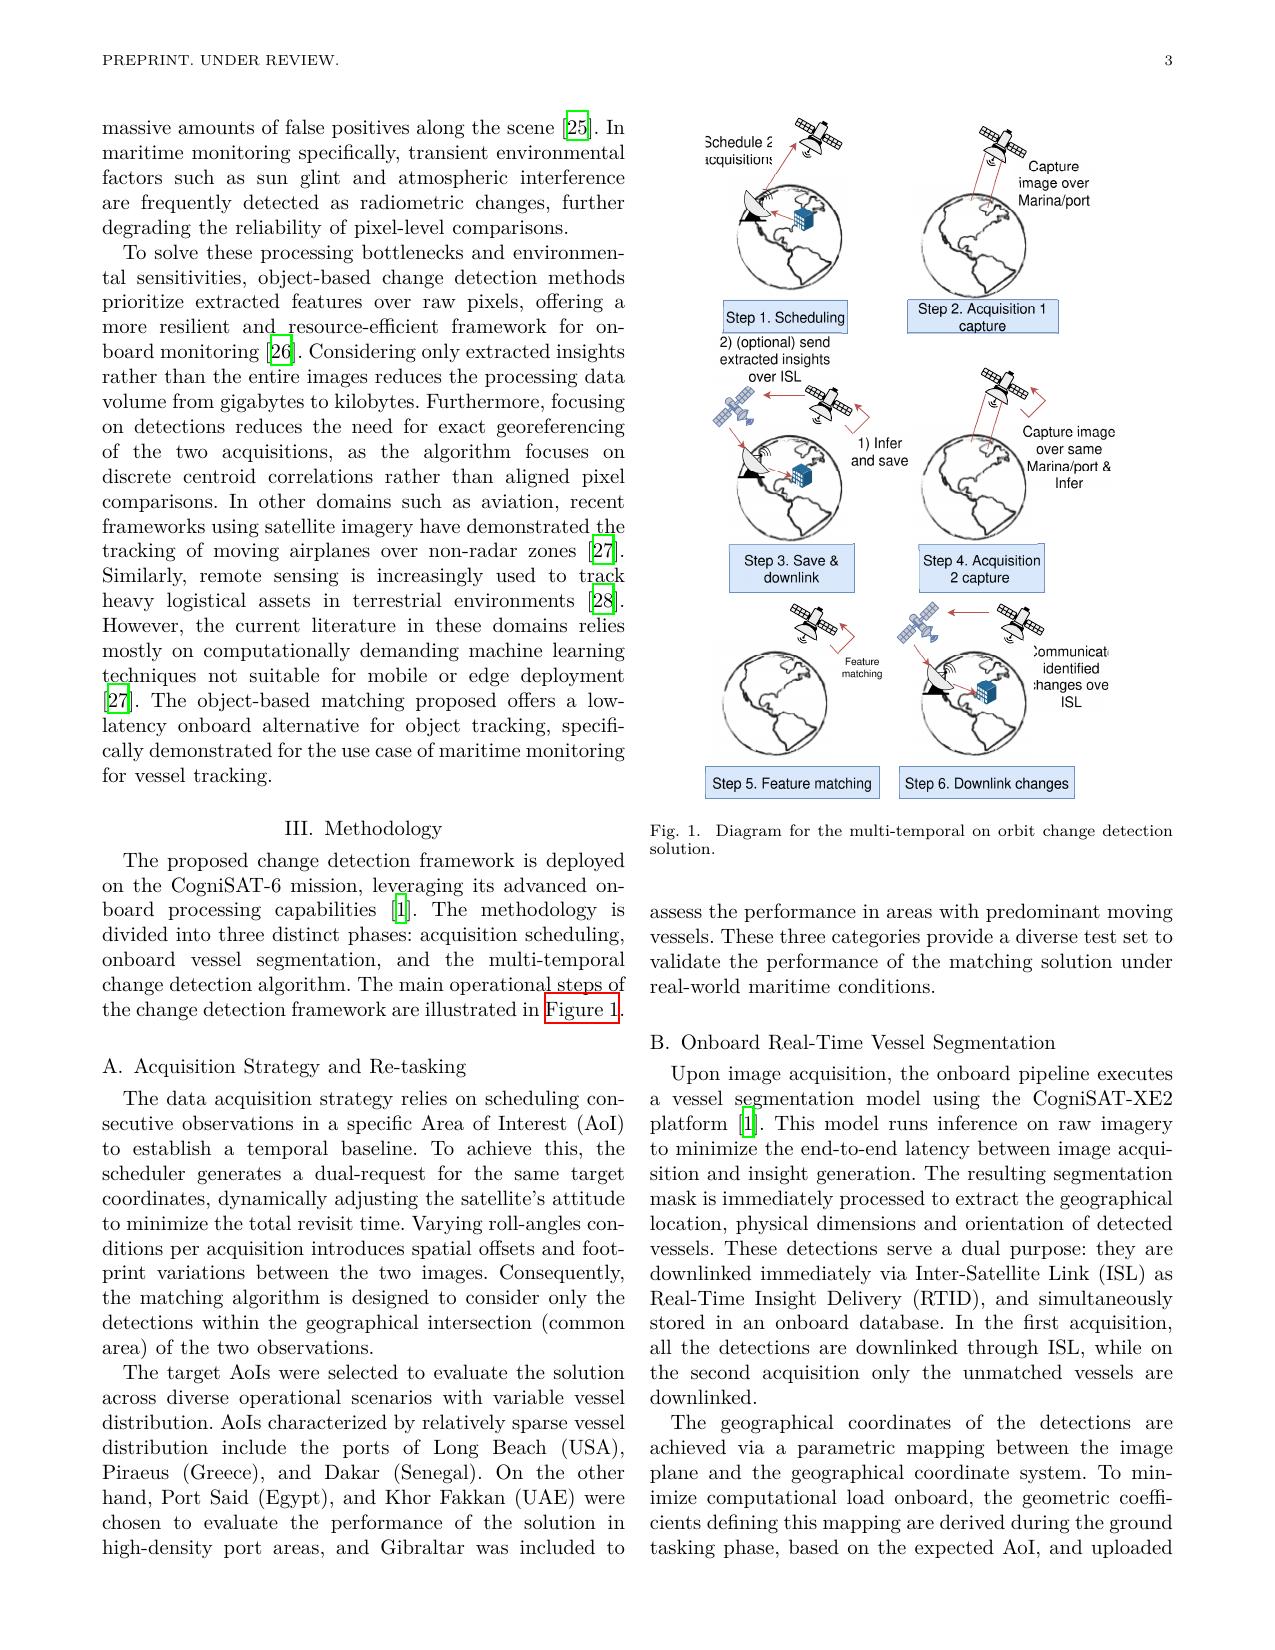 PREPRINT. UNDER REVIEW.
3
massive amounts of false positives along the scene [25]. In
maritime monitoring specifically, transient environmental
factors such as sun glint and atmospheric interference
are frequently detected as radiometric changes, further
degrading the reliability of pixel-level comparisons.
To solve these processing bottlenecks and environmen-
tal sensitivities, object-based change detection methods
prioritize extracted features over raw pixels, offering a
more resilient and resource-efficient framework for on-
board monitoring [26]. Considering only extracted insights
rather than the entire images reduces the processing data
volume from gigabytes to kilobytes. Furthermore, focusing
on detections reduces the need for exact georeferencing
of the two acquisitions, as the algorithm focuses on
discrete centroid correlations rather than aligned pixel
comparisons. In other domains such as aviation, recent
frameworks using satellite imagery have demonstrated the
tracking of moving airplanes over non-radar zones [27].
Similarly, remote sensing is increasingly used to track
heavy logistical assets in terrestrial environments [28].
However, the current literature in these domains relies
mostly on computationally demanding machine learning
techniques not suitable for mobile or edge deployment
[27]. The object-based matching proposed offers a low-
latency onboard alternative for object tracking, specifi-
cally demonstrated for the use case of maritime monitoring
for vessel tracking.
III. Methodology
The proposed change detection framework is deployed
on the CogniSAT-6 mission, leveraging its advanced on-
board processing capabilities [1]. The methodology is
divided into three distinct phases: acquisition scheduling,
onboard vessel segmentation, and the multi-temporal
change detection algorithm. The main operational steps of
the change detection framework are illustrated in Figure 1.
A. Acquisition Strategy and Re-tasking
The data acquisition strategy relies on scheduling con-
secutive observations in a specific Area of Interest (AoI)
to establish a temporal baseline. To achieve this, the
scheduler generates a dual-request for the same target
coordinates, dynamically adjusting the satellite's attitude
to minimize the total revisit time. Varying roll-angles con-
ditions per acquisition introduces spatial offsets and foot-
print variations between the two images. Consequently,
the matching algorithm is designed to consider only the
detections within the geographical intersection (common
area) of the two observations.
The target AoIs were selected to evaluate the solution
across diverse operational scenarios with variable vessel
distribution. AoIs characterized by relatively sparse vessel
distribution include the ports of Long Beach (USA),
Piraeus (Greece), and Dakar (Senegal). On the other
hand, Port Said (Egypt), and Khor Fakkan (UAE) were
chosen to evaluate the performance of the solution in
high-density port areas, and Gibraltar was included to
Schedule 2
acquisitions
Capture
image over
Marina/port
Step 1. Scheduling
Step 2. Acquisition 1
capture
2) (optional) send
extracted insights
over ISL
1) Infer
and save
Capture image
over same
Marina/port &
Infer
Step 3. Save &
downlink
Step 4. Acquisition
2 capture
Feature
matching
Communicate
identified
changes over
ISL
Step 5. Feature matching
Step 6. Downlink changes
Fig. 1. Diagram for the multi-temporal on orbit change detection
solution.
assess the performance in areas with predominant moving
vessels. These three categories provide a diverse test set to
validate the performance of the matching solution under
real-world maritime conditions.
B. Onboard Real-Time Vessel Segmentation
Upon image acquisition, the onboard pipeline executes
a vessel segmentation model using the CogniSAT-XE2
platform [1]. This model runs inference on raw imagery
to minimize the end-to-end latency between image acqui-
sition and insight generation. The resulting segmentation
mask is immediately processed to extract the geographical
location, physical dimensions and orientation of detected
vessels. These detections serve a dual purpose: they are
downlinked immediately via Inter-Satellite Link (ISL) as
Real-Time Insight Delivery (RTID), and simultaneously
stored in an onboard database. In the first acquisition,
all the detections are downlinked through ISL, while on
the second acquisition only the unmatched vessels are
downlinked.
The geographical coordinates of the detections are
achieved via a parametric mapping between the image
plane and the geographical coordinate system. To min-
imize computational load onboard, the geometric coeffi-
cients defining this mapping are derived during the ground
tasking phase, based on the expected AoI, and uploaded